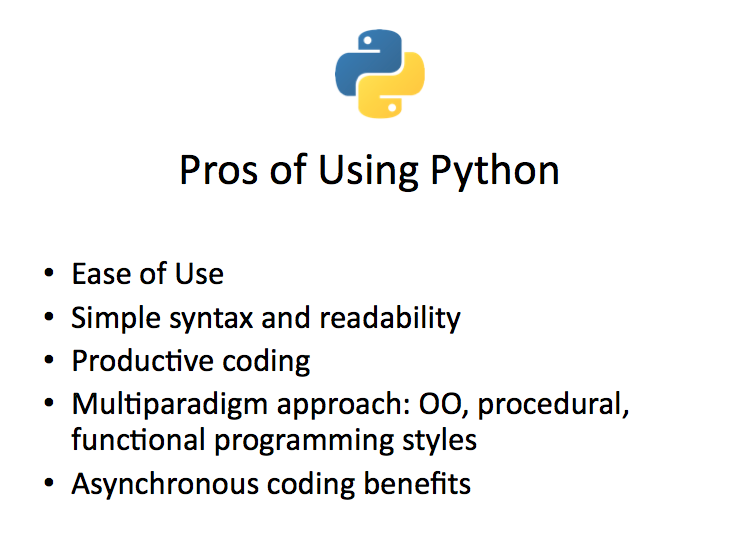 Pros of Using Python
• Ease of Use
• Simple syntax and readability
• Productive coding
• Multiparadigm approach: OO, procedural,
functional programming styles
• Asynchronous coding benefits